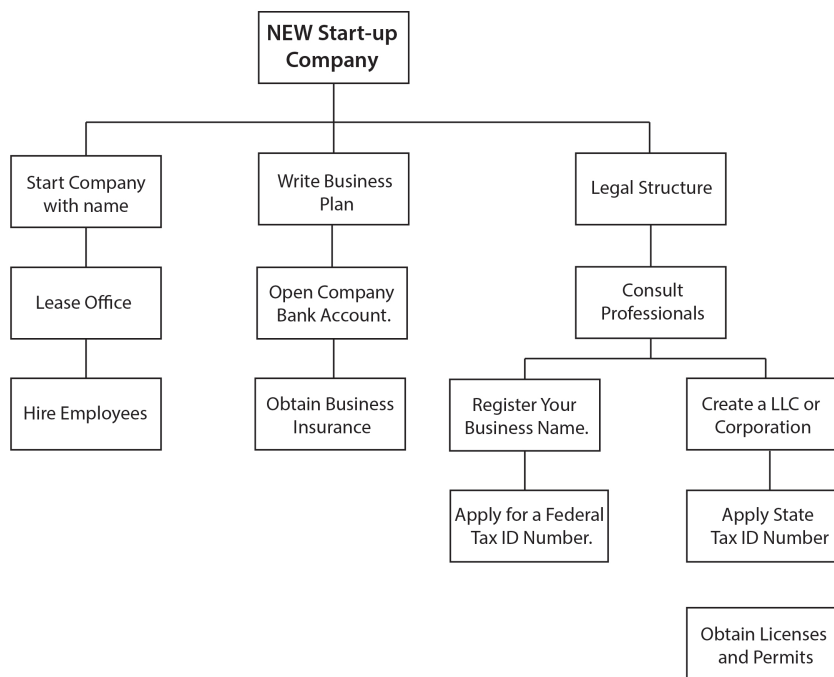 NEW Start-up
Company
Start Company
with name
Write Business
Plan
Legal Structure
Lease Office
Open Company
Bank Account.
Consult
Professionals
Hire Employees
Obtain Business
Insurance
Register Your
Business Name.
Create a LLC or
Corporation
Apply for a Federal
Tax ID Number.
Apply State
Tax ID Number
Obtain Licenses
and Permits